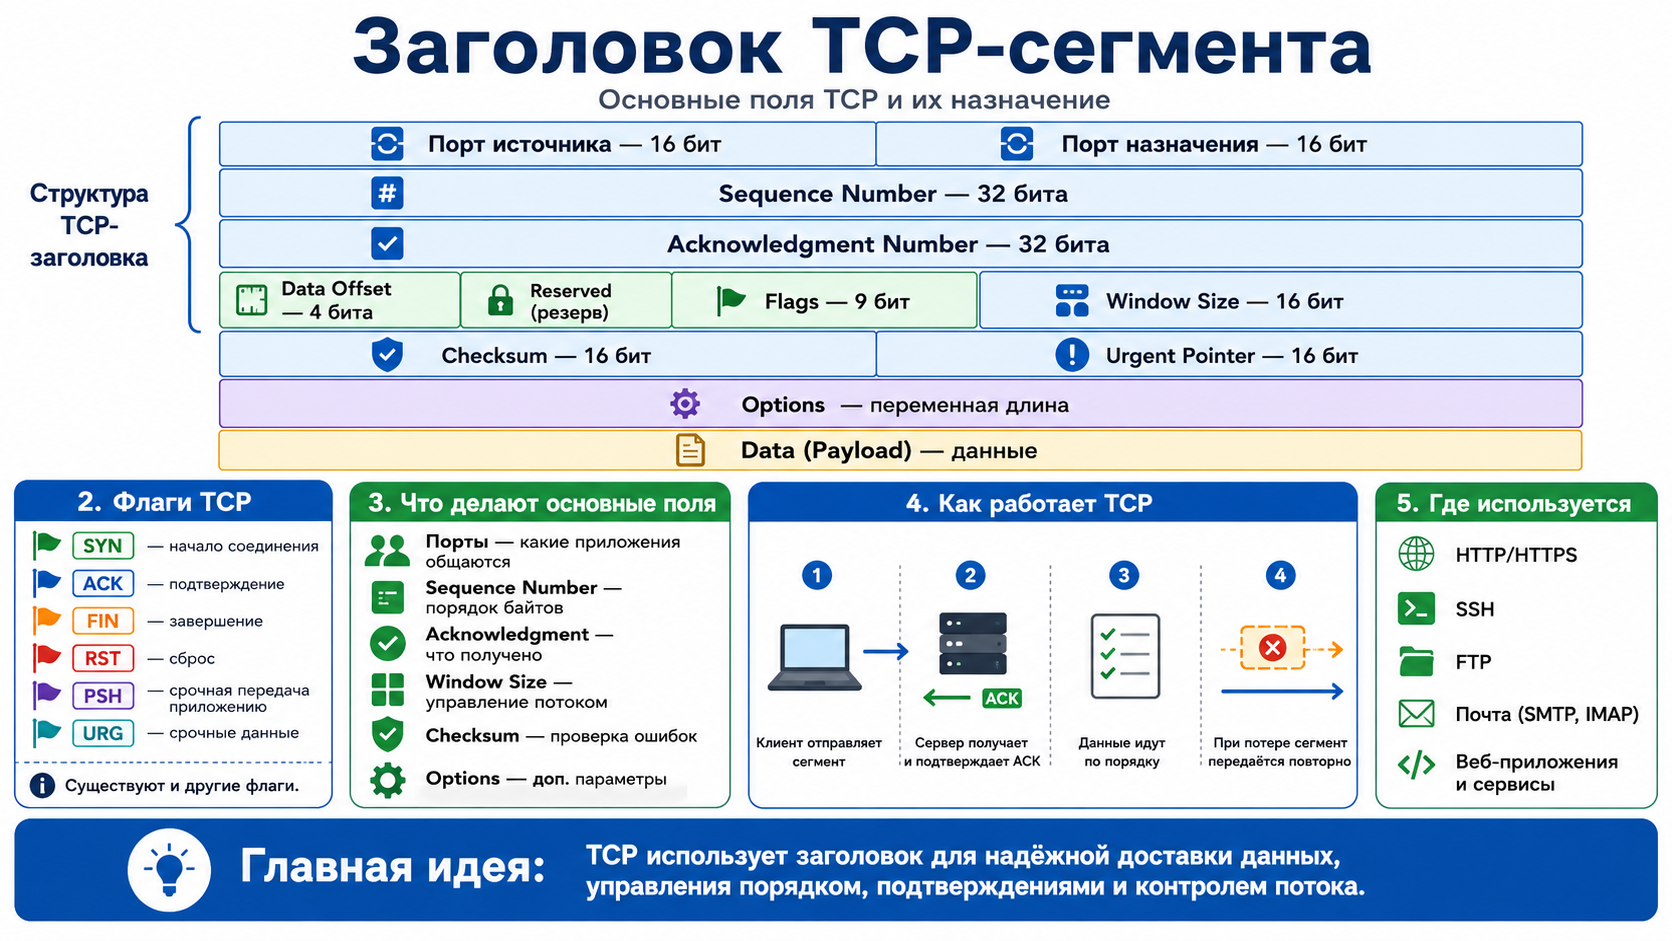 Заголовок TCP-сегмента
Основные поля TCP и их назначение
Структура
TCP-
заголовка
Порт источника — 16 бит
Порт назначения — 16 бит
# Sequence Number — 32 бита
Acknowledgment Number — 32 бита
Data Offset
— 4 бита
Reserved
(резерв)
Flags — 9 бит
Window Size — 16 бит
Checksum — 16 бит
! Urgent Pointer — 16 бит
Options — переменная длина
Data (Payload) — данные
2. Флаги TCP
SYN — начало соединения
ACK — подтверждение
FIN — завершение
RST — сброс
PSH — срочная передача
приложению
URG — срочные данные
i Существуют и другие флаги.
3. Что делают основные поля
Порты — какие приложения
общаются
Sequence Number —
порядок байтов
Acknowledgment —
что получено
Window Size —
управление потоком
Checksum — проверка ошибок
Options — доп. параметры
4. Как работает TCP
1
Клиент отправляет
сегмент
2
ACK
Сервер получает
и подтверждает ACK
3
Данные идут
по порядку
4
При потере сегмент
передаётся повторно
5. Где используется
HTTP/HTTPS
SSH
FTP
Почта (SMTP, IMAP)
Веб-приложения
и сервисы
Главная идея:
TCP использует заголовок для надёжной доставки данных,
управления порядком, подтверждениями и контролем потока.